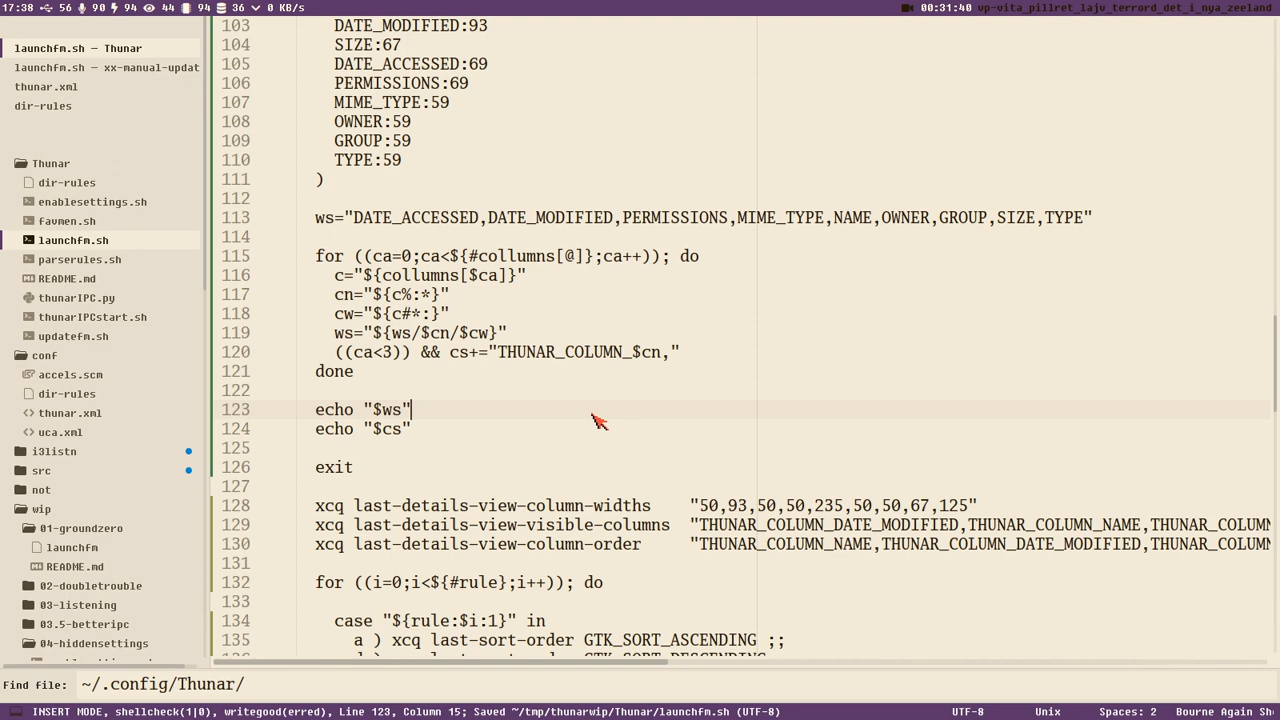 17:38 56 90 94 44 94 36 0 KB/s 00:31:40 vp-vita_pillret_lajv_terrord_det_i_nya_zeeland
launchfm.sh — Thunar
launchfm.sh — xx-manual-updat
thunar.xml
dir-rules
Thunar
dir-rules
enablesettings.sh
favmen.sh
launchfm.sh
parserules.sh
README.md
thunarIPC.py
thunarIPCstart.sh
updatefm.sh
conf
accels.scm
dir-rules
thunar.xml
uca.xml
i3listn
src
not
wip
01-groundzero
launchfm
README.md
02-doubletrouble
03-listening
03.5-betteripc
04-hiddensettings
103 DATE_MODIFIED:93
104 SIZE:67
105 DATE_ACCESSED:69
106 PERMISSIONS:69
107 MIME_TYPE:59
108 OWNER:59
109 GROUP:59
110 TYPE:59
111 )
112
113 ws="DATE_ACCESSED,DATE_MODIFIED,PERMISSIONS,MIME_TYPE,NAME,OWNER,GROUP,SIZE,TYPE"
114
115 for ((ca=0;ca<${#collumns[@]};ca++)); do
116 c="${collumns[$ca]}"
117 cn="${c%:*}"
118 cw="${c#*:}"
119 ws="${ws/$cn/$cw}"
120 ((ca<3)) && cs+="THUNAR_COLUMN_$cn,"
121 done
122
123 echo "$ws"
124 echo "$cs"
125
126 exit
127
128 xcq last-details-view-column-widths "50,93,50,50,235,50,50,67,125"
129 xcq last-details-view-visible-columns "THUNAR_COLUMN_DATE_MODIFIED,THUNAR_COLUMN_NAME,THUNAR_COLUMN
130 xcq last-details-view-column-order "THUNAR_COLUMN_NAME,THUNAR_COLUMN_DATE_MODIFIED,THUNAR_COLUMN
131
132 for ((i=0;i<${#rule};i++)); do
133
134 case "${rule:$i:1}" in
135 a ) xcq last-sort-order GTK_SORT_ASCENDING ;;
Find file: ~/.config/Thunar/
INSERT MODE, shellcheck(1|0), writegood(erred), Line 123, Column 15; Saved ~/tmp/thunarwip/Thunar/launchfm.sh (UTF-8) UTF-8 Unix Spaces: 2 Bourne Again Sh